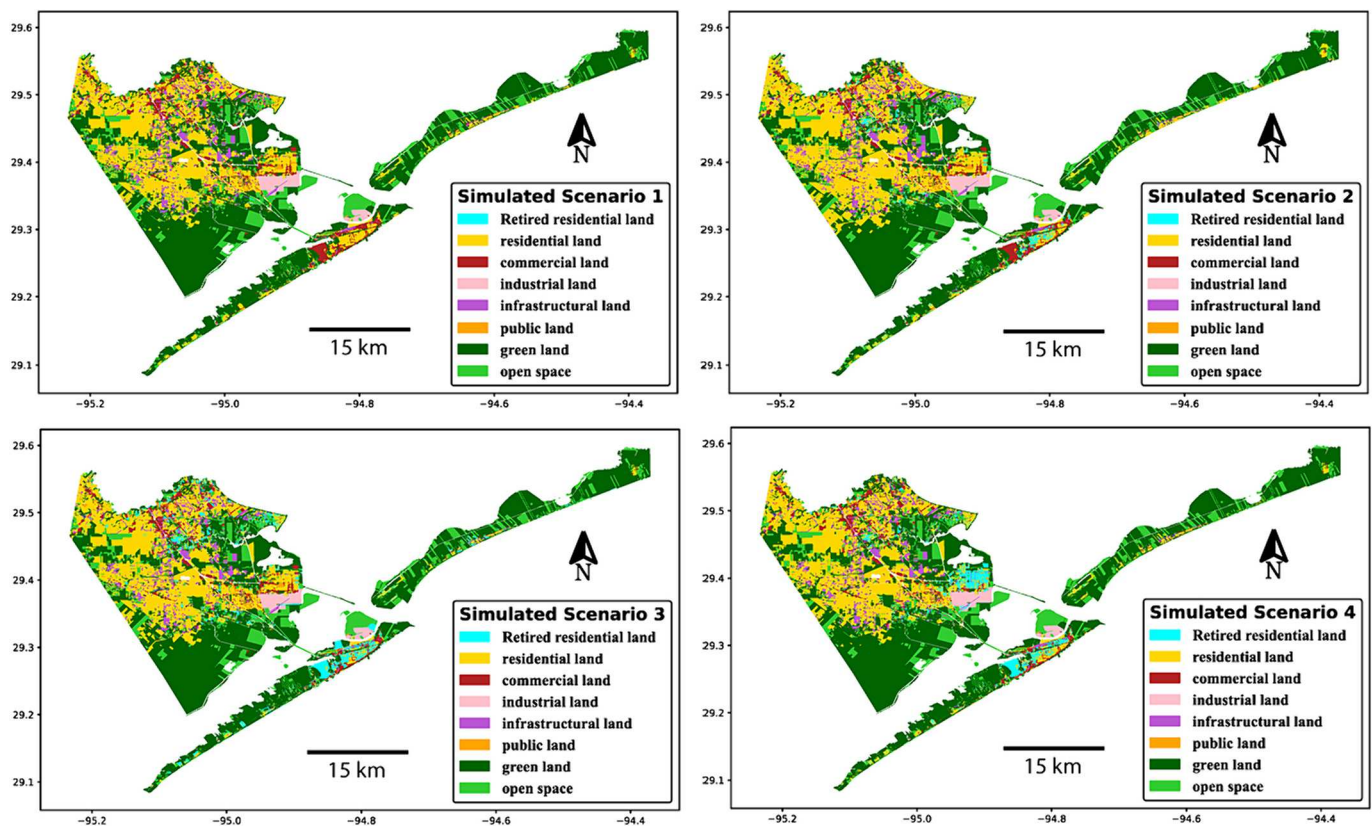 29.6
29.5
29.4
29.3
29.2
29.1
N
Simulated Scenario 1
Retired residential land
residential land
commercial land
industrial land
infrastructural land
public land
green land
open space
15 km
−95.2 −95.0 −94.8 −94.6 −94.4
29.6
29.5
29.4
29.3
29.2
29.1
N
Simulated Scenario 2
Retired residential land
residential land
commercial land
industrial land
infrastructural land
public land
green land
open space
15 km
−95.2 −95.0 −94.8 −94.6 −94.4
29.6
29.5
29.4
29.3
29.2
29.1
N
Simulated Scenario 3
Retired residential land
residential land
commercial land
industrial land
infrastructural land
public land
green land
open space
15 km
−95.2 −95.0 −94.8 −94.6 −94.4
29.6
29.5
29.4
29.3
29.2
29.1
N
Simulated Scenario 4
Retired residential land
residential land
commercial land
industrial land
infrastructural land
public land
green land
open space
15 km
−95.2 −95.0 −94.8 −94.6 −94.4